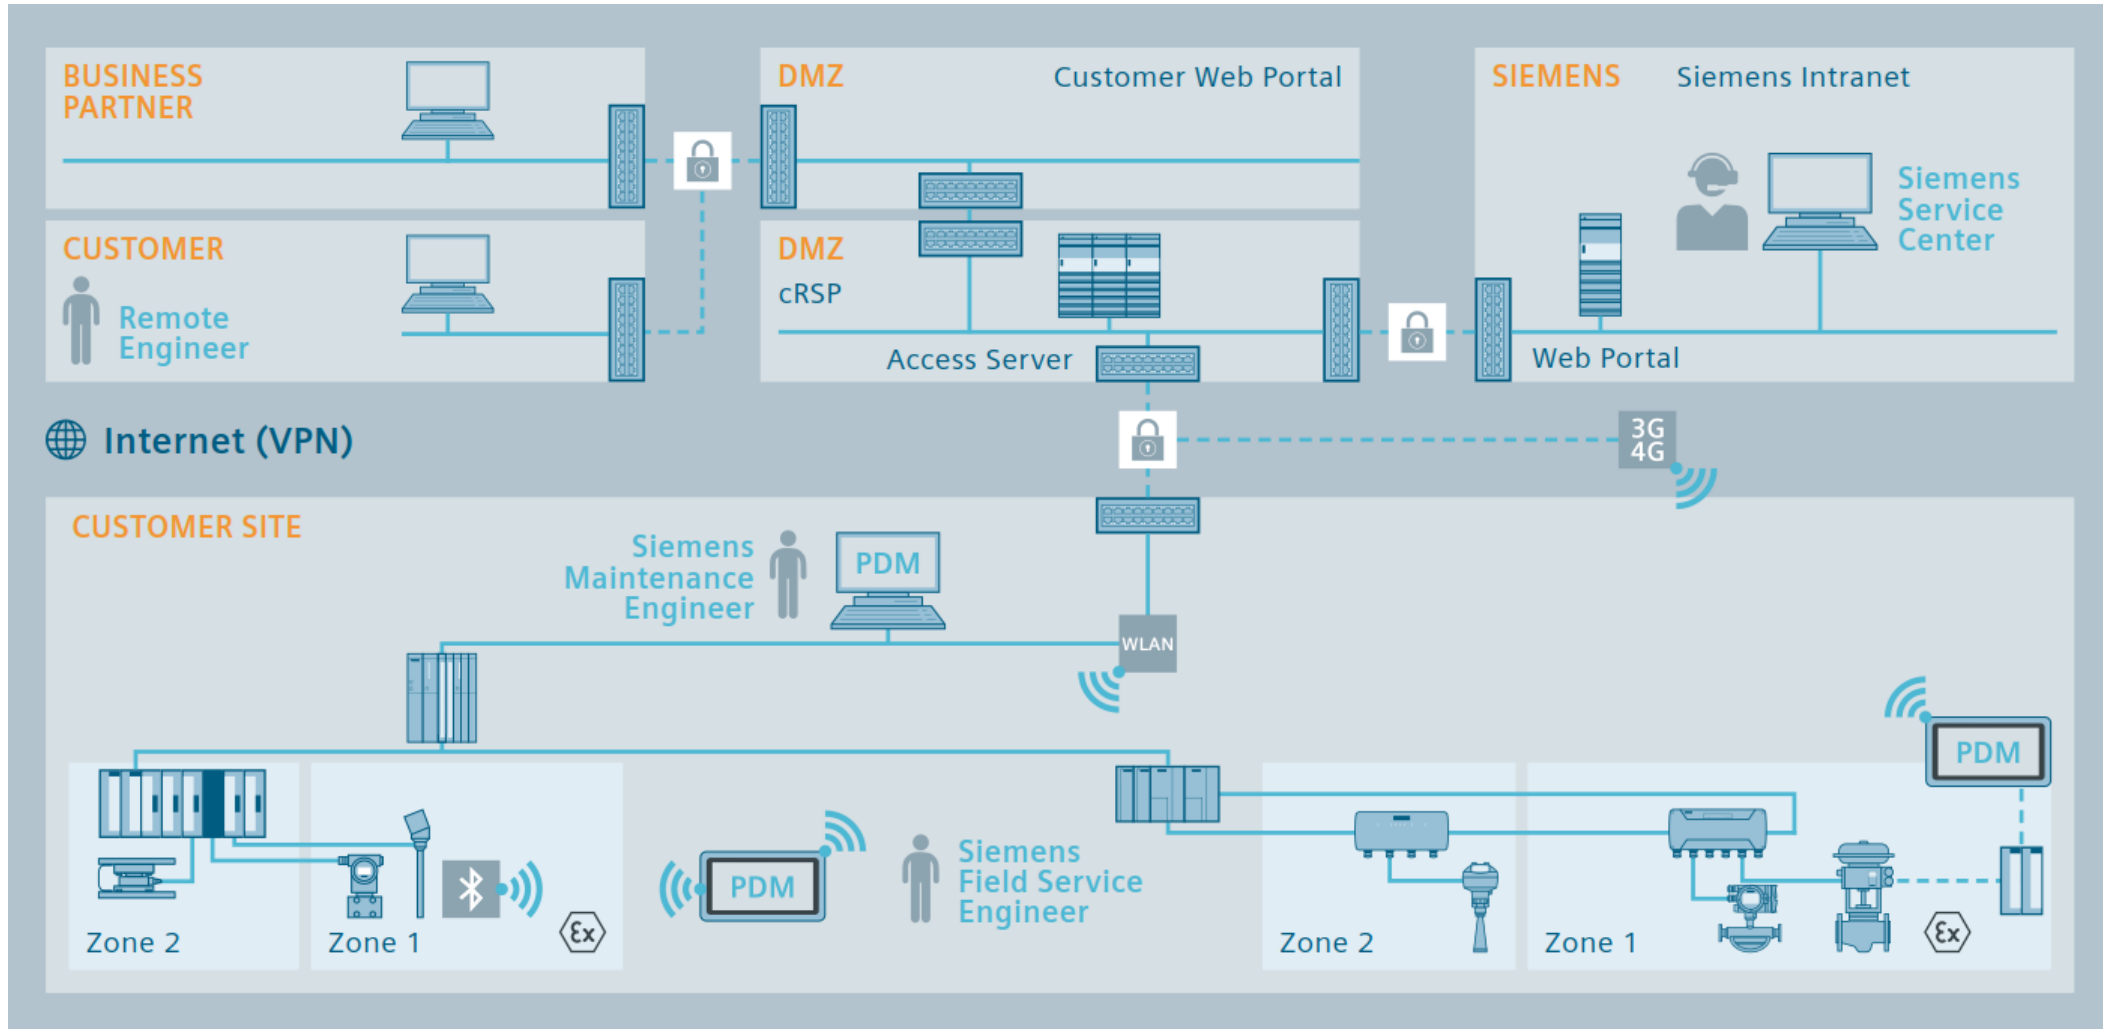 BUSINESS
PARTNER
DMZ
Customer Web Portal
SIEMENS
Siemens Intranet
Siemens
Service
Center
CUSTOMER
Remote
Engineer
DMZ
cRSP
Access Server
Web Portal
Internet (VPN)
3G
4G
CUSTOMER SITE
Siemens
Maintenance
Engineer
PDM
WLAN
PDM
Zone 2
Zone 1
Ex
PDM
Siemens
Field Service
Engineer
Zone 2
Zone 1
Ex